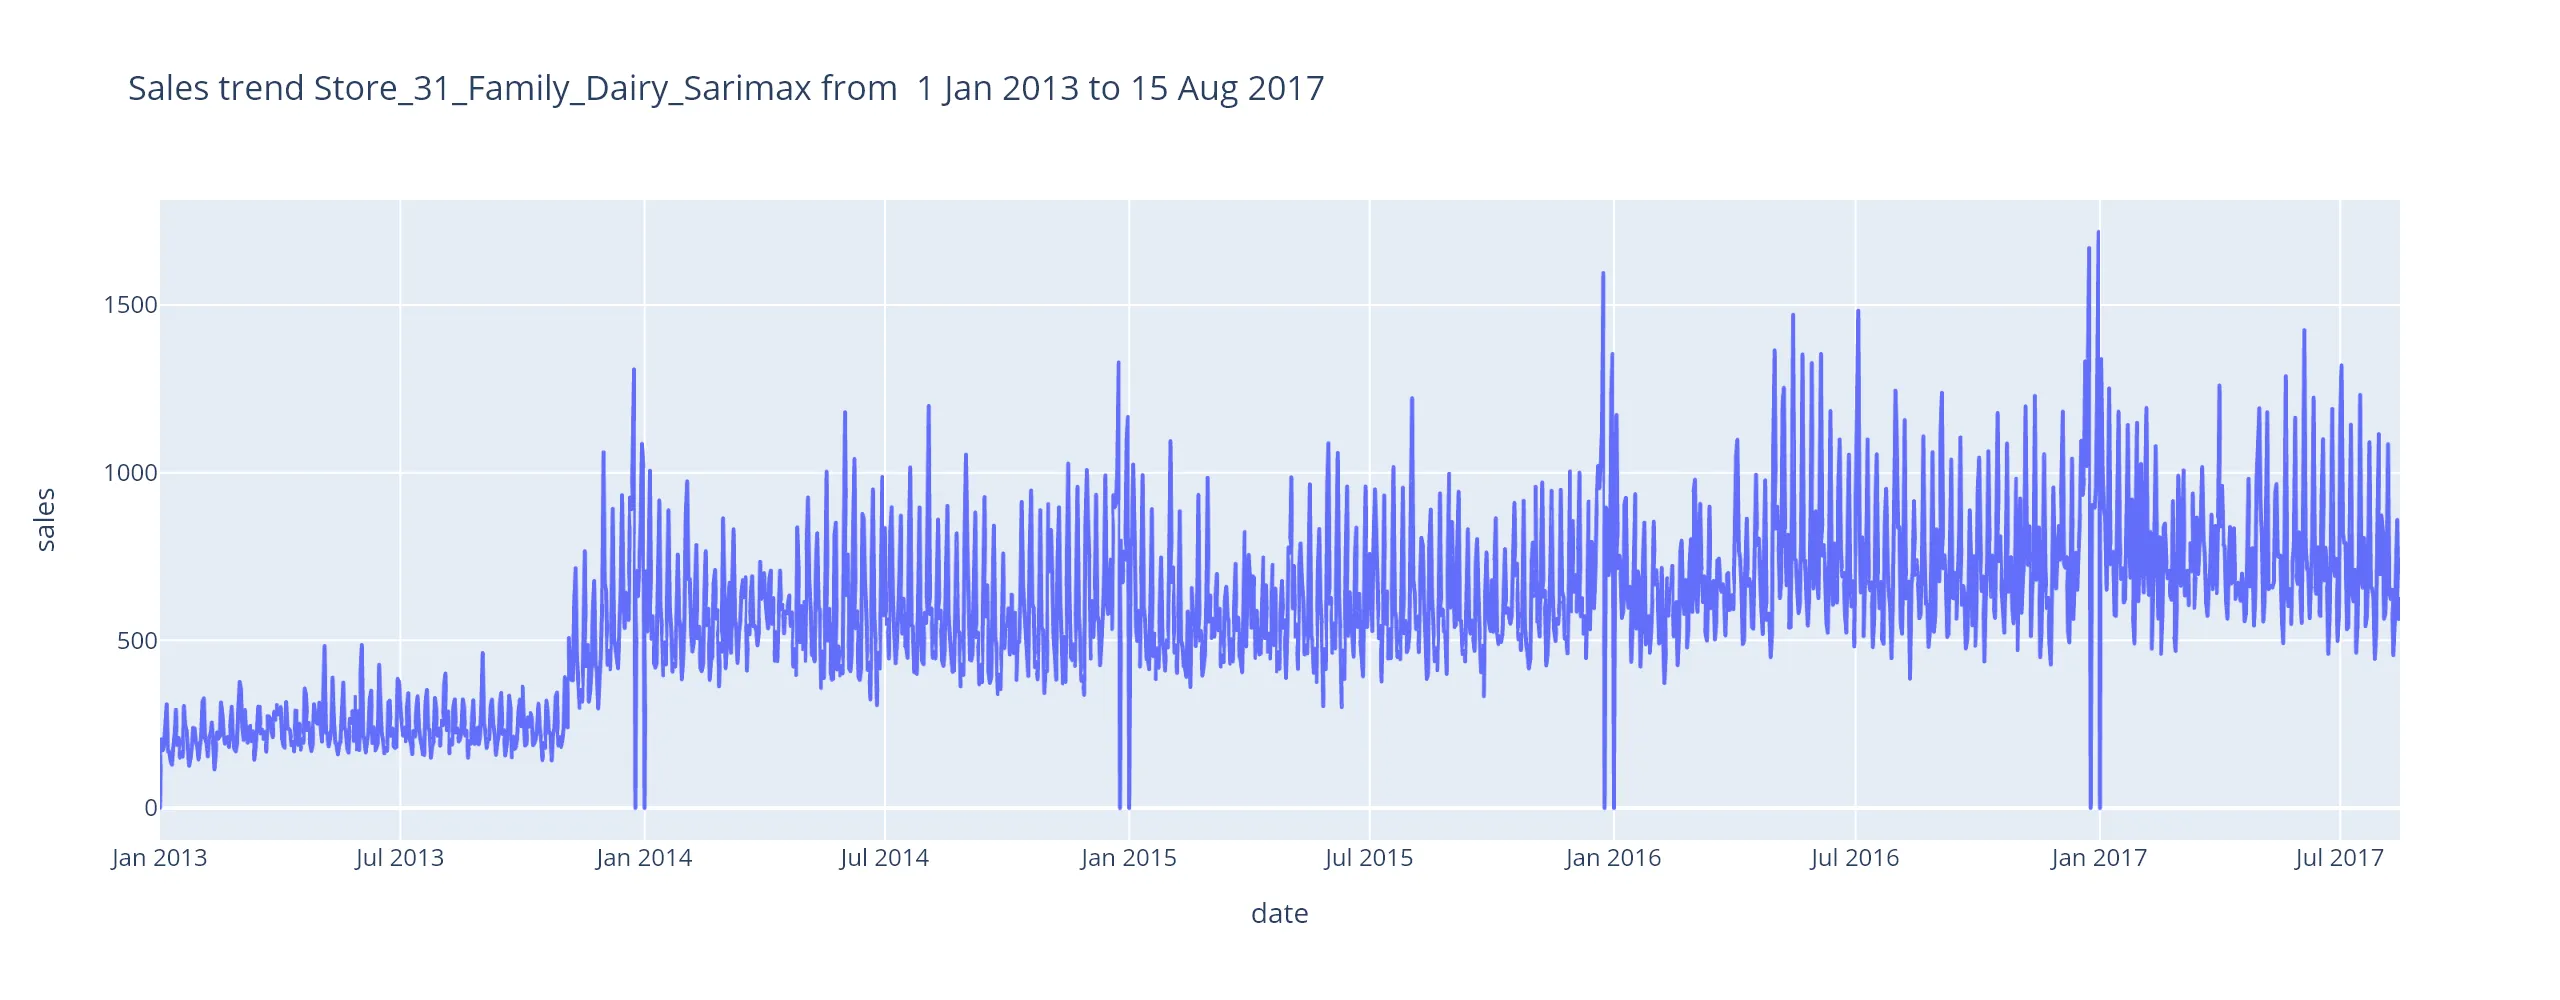 Sales trend Store_31_Family_Dairy_Sarimax from  1 Jan 2013 to 15 Aug 2017
sales
1500
1000
500
0
Jan 2013 Jul 2013 Jan 2014 Jul 2014 Jan 2015 Jul 2015 Jan 2016 Jul 2016 Jan 2017 Jul 2017
date